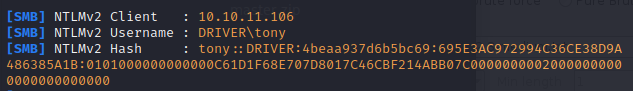 [SMB] NTLMv2 Client   : 10.10.11.106
[SMB] NTLMv2 Username : DRIVER\tony
[SMB] NTLMv2 Hash     : tony::DRIVER:4beaa937d6b5bc69:695E3AC972994C36CE38D9A
486385A1B:0101000000000000C61D1F68E707D8017C46CBF214ABB07C0000000002000000000
0000000000000